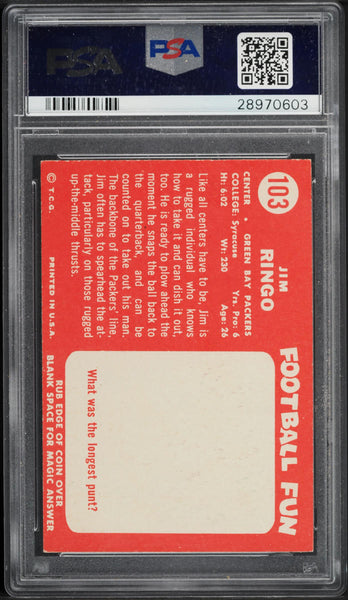 PSA
PSA
28970603
103
JIM
RINGO
CENTER • GREEN BAY PACKERS
COLLEGE: Syracuse Yrs. Pro: 6
Ht: 6-02 Wt: 230 Age: 26
Like all centers have to be, Jim is
a rugged individual who knows
how to take it and can dish it out,
too. He is ready to plow ahead the
moment he snaps the ball back to
the quarterback, and can be
counted on to take out his man.
The backbone of the Packers' line,
Jim often has to spearhead the at-
tack, particularly on those rugged
up-the-middle thrusts.
© T.C.G. PRINTED IN U.S.A.
FOOTBALL FUN
What was the longest punt?
RUB EDGE OF COIN OVER
BLANK SPACE FOR MAGIC ANSWER